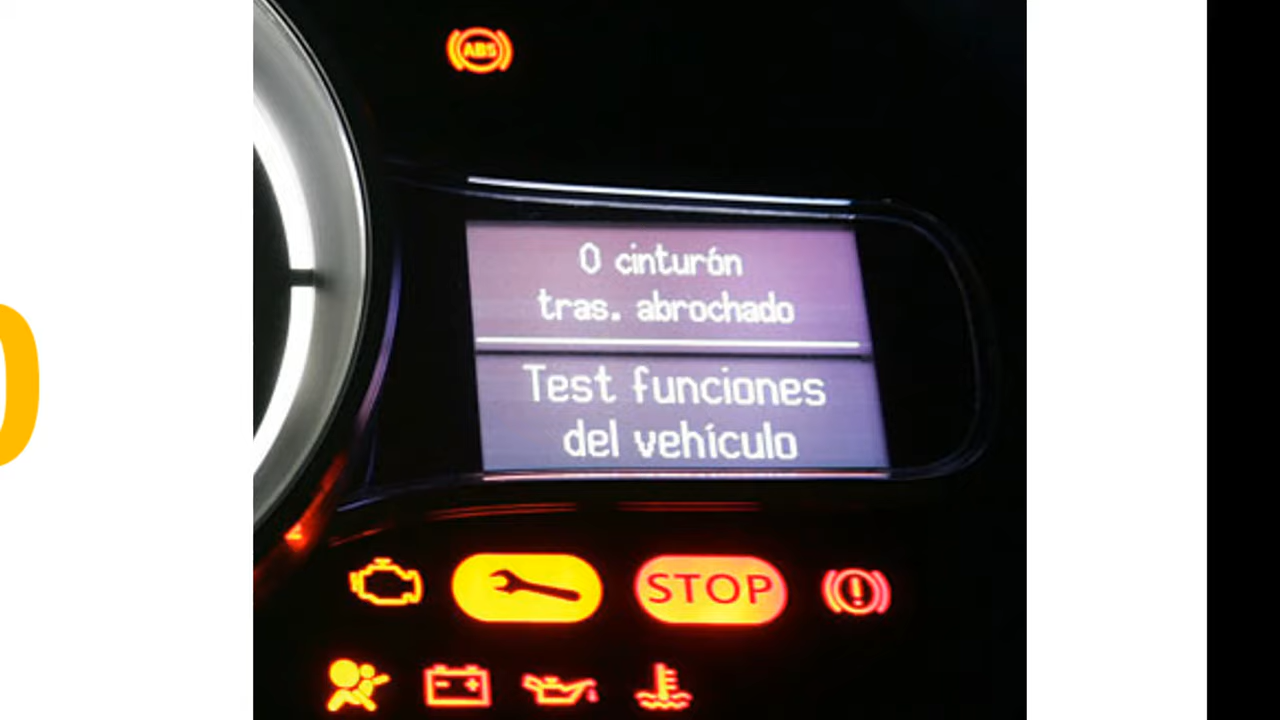 ABS
0 cinturón
tras. abrochado
Test funciones
del vehículo
STOP